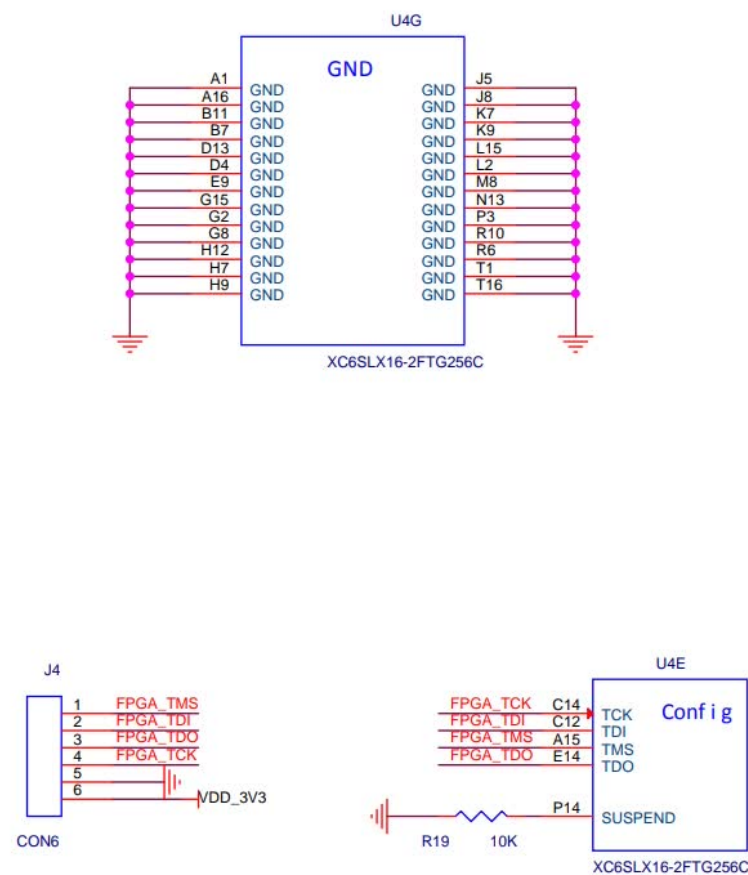 U4G
GND
A1 GND GND J5
A16 GND GND J8
B11 GND GND K7
B7 GND GND K9
D13 GND GND L15
D4 GND GND L2
E9 GND GND M8
G15 GND GND N13
G2 GND GND P3
G8 GND GND R10
H12 GND GND R6
H7 GND GND T1
H9 GND GND T16
XC6SLX16-2FTG256C
J4
1 FPGA_TMS
2 FPGA_TDI
3 FPGA_TDO
4 FPGA_TCK
5
6 VDD_3V3
CON6
U4E
Config
FPGA_TCK C14 TCK
FPGA_TDI C12 TDI
FPGA_TMS A15 TMS
FPGA_TDO E14 TDO
P14 SUSPEND
R19 10K
XC6SLX16-2FTG256C